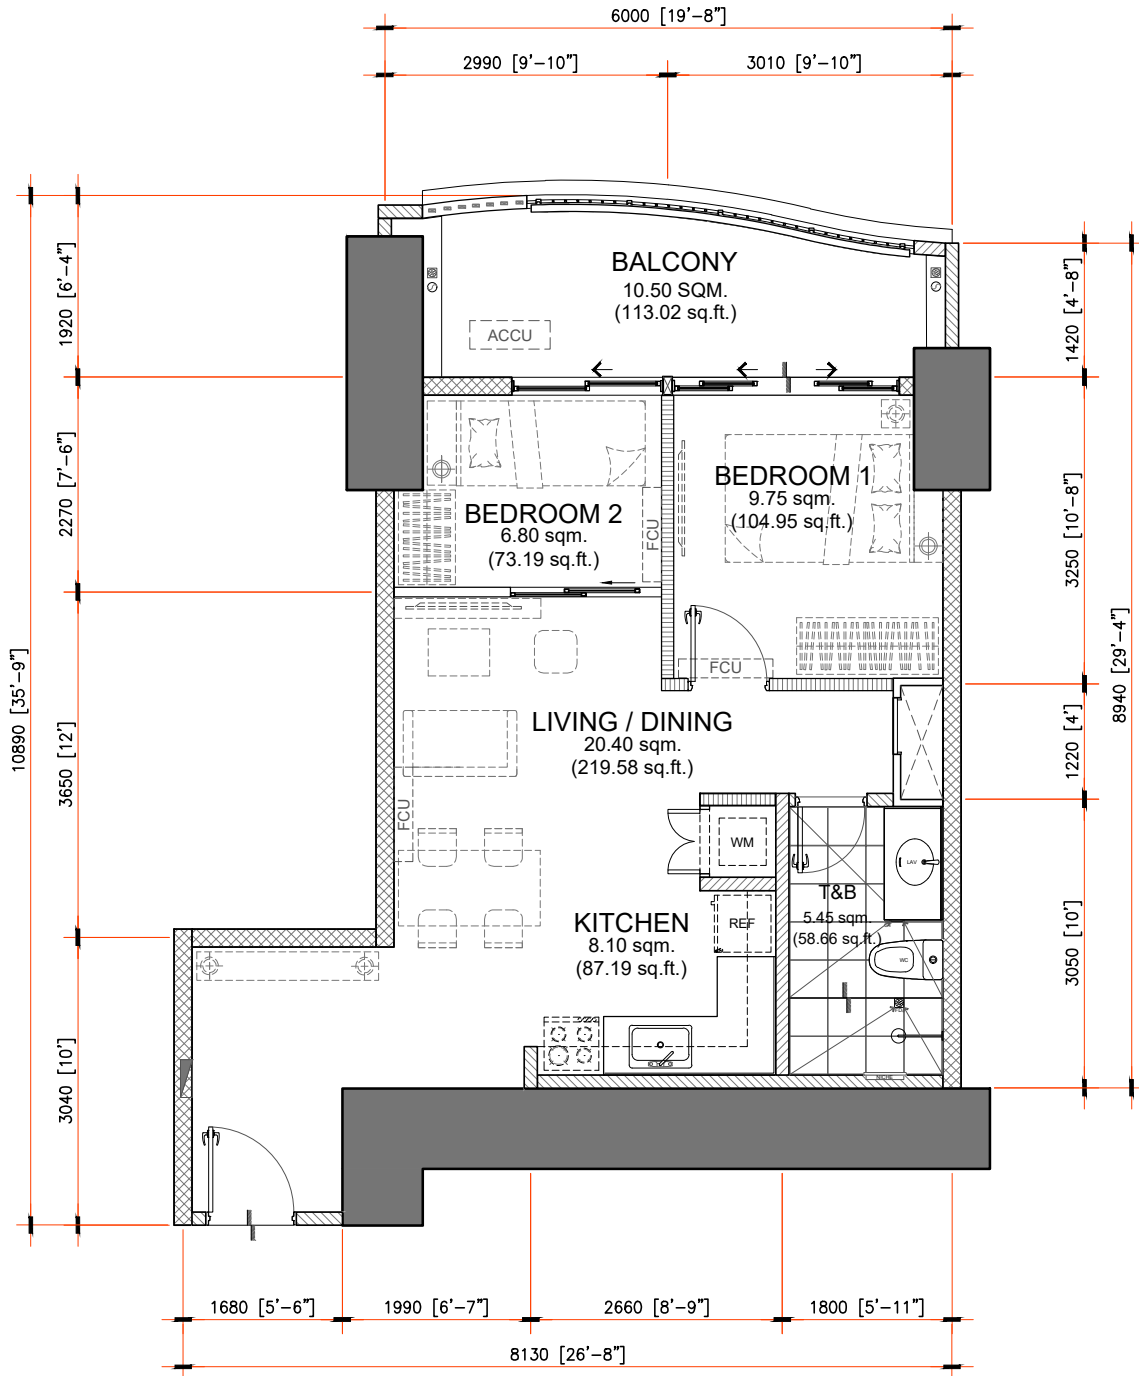 6000 [19'-8"]
2990 [9'-10"]
3010 [9'-10"]
10890 [35'-9"]
1920 [6'-4"]
2270 [7'-6"]
3650 [12']
3040 [10']
BALCONY
10.50 SQM.
(113.02 sq.ft.)
ACCU
BEDROOM 1
9.75 sqm.
(104.95 sq.ft.)
BEDROOM 2
6.80 sqm.
(73.19 sq.ft.)
FCU
FCU
LIVING / DINING
20.40 sqm.
(219.58 sq.ft.)
FCU
WM
LAV
T&B
5.45 sqm.
(58.66 sq.ft.)
KITCHEN
8.10 sqm.
(87.19 sq.ft.)
REF
WC
1420 [4'-8"]
3250 [10'-8"]
1220 [4']
3050 [10']
8940 [29'-4"]
1680 [5'-6"]
1990 [6'-7"]
2660 [8'-9"]
1800 [5'-11"]
8130 [26'-8"]